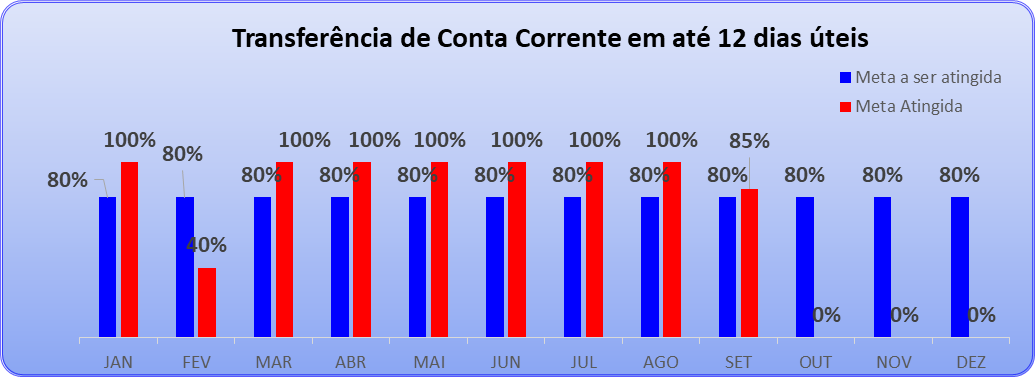 Transferência de Conta Corrente em até 12 dias úteis
Meta a ser atingida
Meta Atingida
80% 100% 80% 40% 80% 100% 80% 100% 80% 100% 80% 100% 80% 100% 80% 100% 80% 85% 80% 0% 80% 0% 80% 0%
JAN FEV MAR ABR MAI JUN JUL AGO SET OUT NOV DEZ